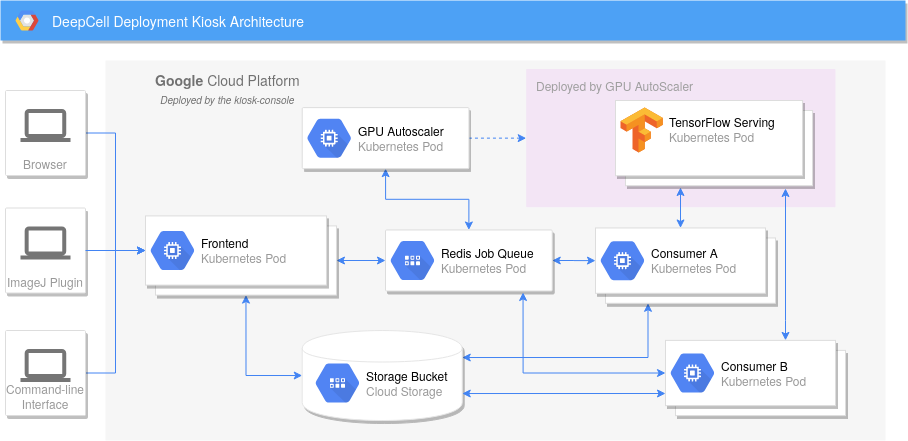 DeepCell Deployment Kiosk Architecture
Google Cloud Platform
Deployed by the kiosk-console
Deployed by GPU AutoScaler
Browser
ImageJ Plugin
Command-line
Interface
GPU Autoscaler
Kubernetes Pod
TensorFlow Serving
Kubernetes Pod
Frontend
Kubernetes Pod
Redis Job Queue
Kubernetes Pod
Consumer A
Kubernetes Pod
Storage Bucket
Cloud Storage
Consumer B
Kubernetes Pod